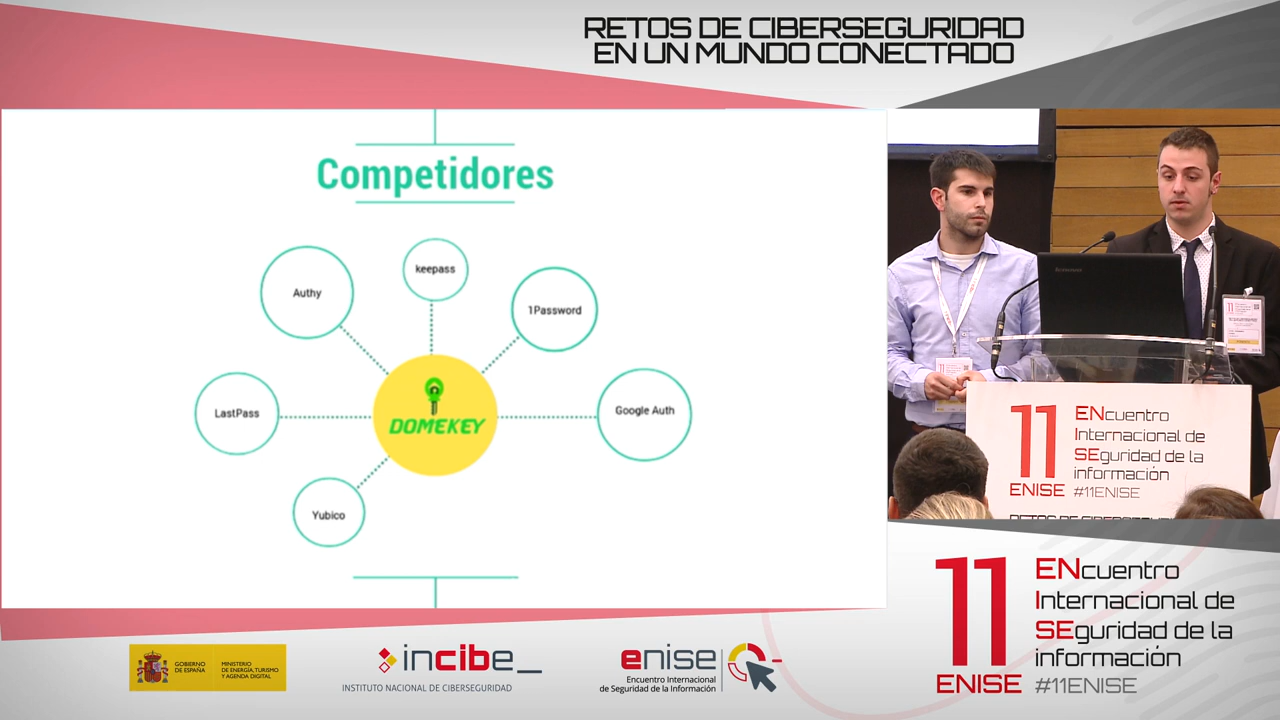 RETOS DE CIBERSEGURIDAD
EN UN MUNDO CONECTADO
Competidores
keepass
Authy
1Password
Google Auth
LastPass
DOMEKEY
Yubico
lenovo
11
ENISE
ENcuentro
Internacional de
SEguridad de la
información
#11ENISE
11
ENISE
ENcuentro
Internacional de
SEguridad de la
información
#11ENISE
GOBIERNO
DE ESPAÑA
MINISTERIO
DE ENERGÍA, TURISMO
Y AGENDA DIGITAL
incibe_
INSTITUTO NACIONAL DE CIBERSEGURIDAD
enise
Encuentro Internacional
de Seguridad de la Información